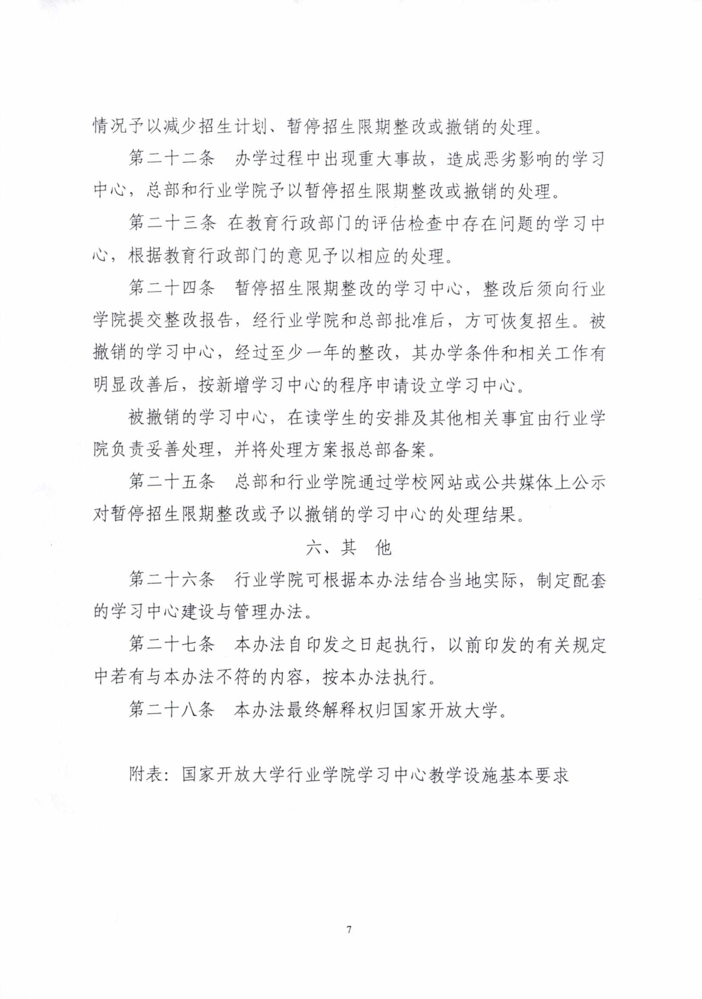 情况予以减少招生计划、暂停招生限期整改或撤销的处理。
第二十二条　办学过程中出现重大事故，造成恶劣影响的学习
中心，总部和行业学院予以暂停招生限期整改或撤销的处理。
第二十三条 在教育行政部门的评估检查中存在问题的学习中
心，根据教育行政部门的意见予以相应的处理。
第二十四条　暂停招生限期整改的学习中心，整改后须向行业
学院提交整改报告，经行业学院和总部批准后，方可恢复招生。被
撤销的学习中心，经过至少一年的整改，其办学条件和相关工作有
明显改善后，按新增学习中心的程序申请设立学习中心。
被撤销的学习中心，在读学生的安排及其他相关事宜由行业学
院负责妥善处理，并将处理方案报总部备案。
第二十五条　总部和行业学院通过学校网站或公共媒体上公示
对暂停招生限期整改或予以撤销的学习中心的处理结果。
六、其　他
第二十六条　行业学院可根据本办法结合当地实际，制定配套
的学习中心建设与管理办法。
第二十七条　本办法自印发之日起执行，以前印发的有关规定
中若有与本办法不符的内容，按本办法执行。
第二十八条　本办法最终解释权归国家开放大学。
附表：国家开放大学行业学院学习中心教学设施基本要求
7